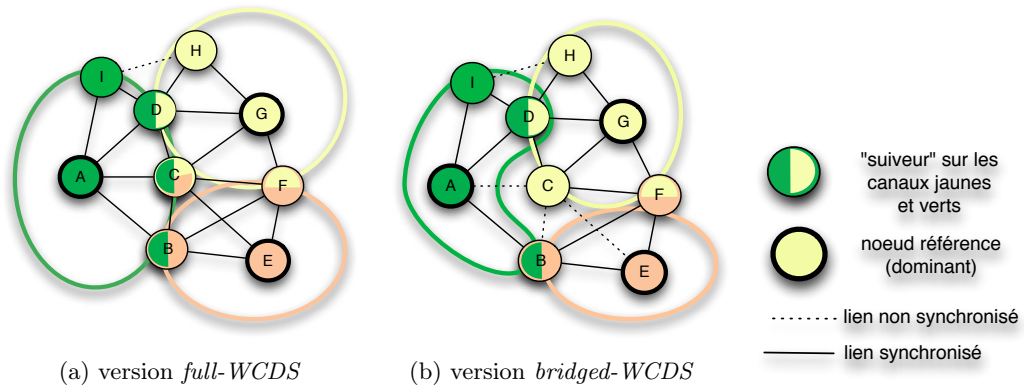 H
I
D
G
A
C
F
B
E
(a) version full-WCDS
H
I
D
G
A
C
F
B
E
(b) version bridged-WCDS
"suiveur" sur les
canaux jaunes
et verts
noeud référence
(dominant)
lien non synchronisé
lien synchronisé